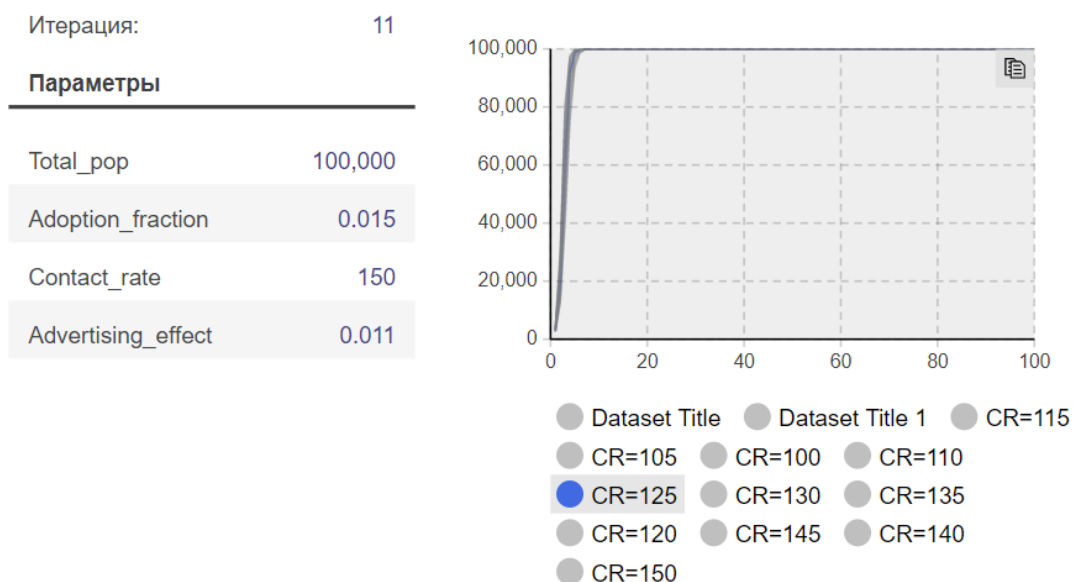 Итерация: 11
Параметры
Total_pop 100,000
Adoption_fraction 0.015
Contact_rate 150
Advertising_effect 0.011
100,000
80,000
60,000
40,000
20,000
0
0 20 40 60 80 100
Dataset Title Dataset Title 1 CR=115
CR=105 CR=100 CR=110
CR=125 CR=130 CR=135
CR=120 CR=145 CR=140
CR=150